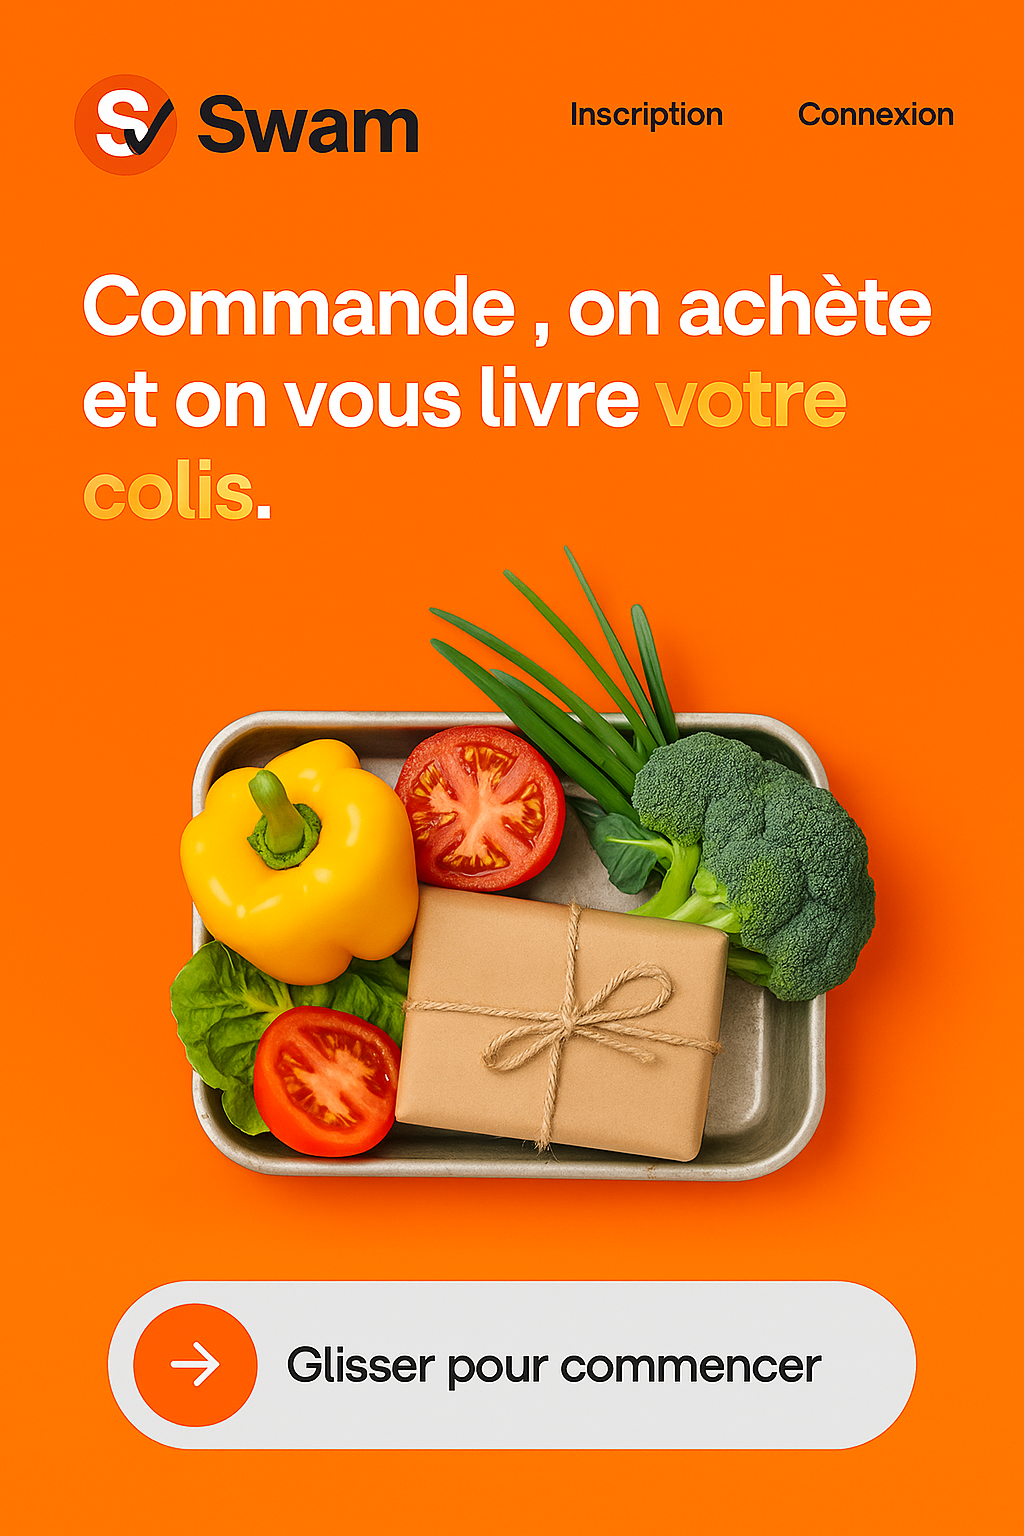 Swam
Inscription
Connexion
Commande , on achète
et on vous livre votre
colis.
Glisser pour commencer